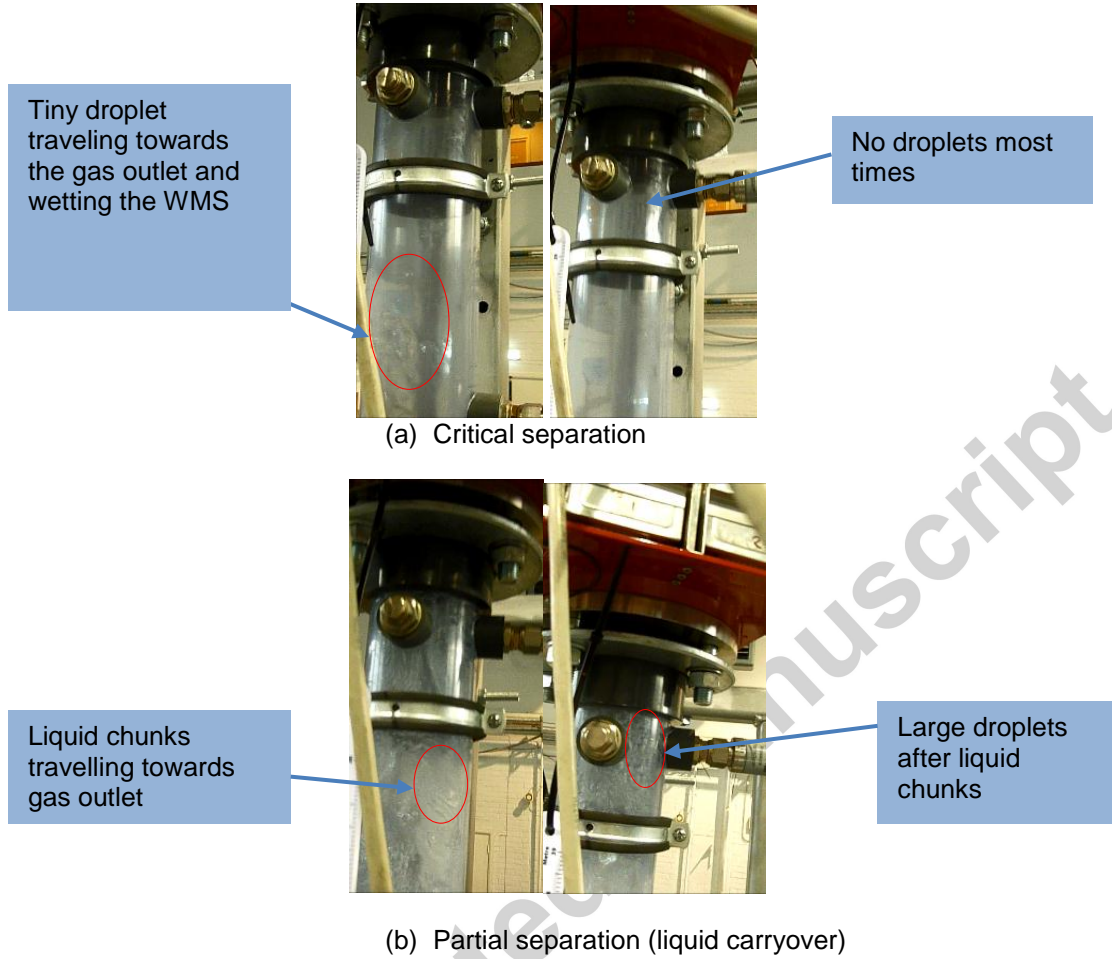 Tiny droplet
traveling towards
the gas outlet and
wetting the WMS
No droplets most
times
(a) Critical separation
Liquid chunks
travelling towards
gas outlet
Large droplets
after liquid
chunks
(b) Partial separation (liquid carryover)